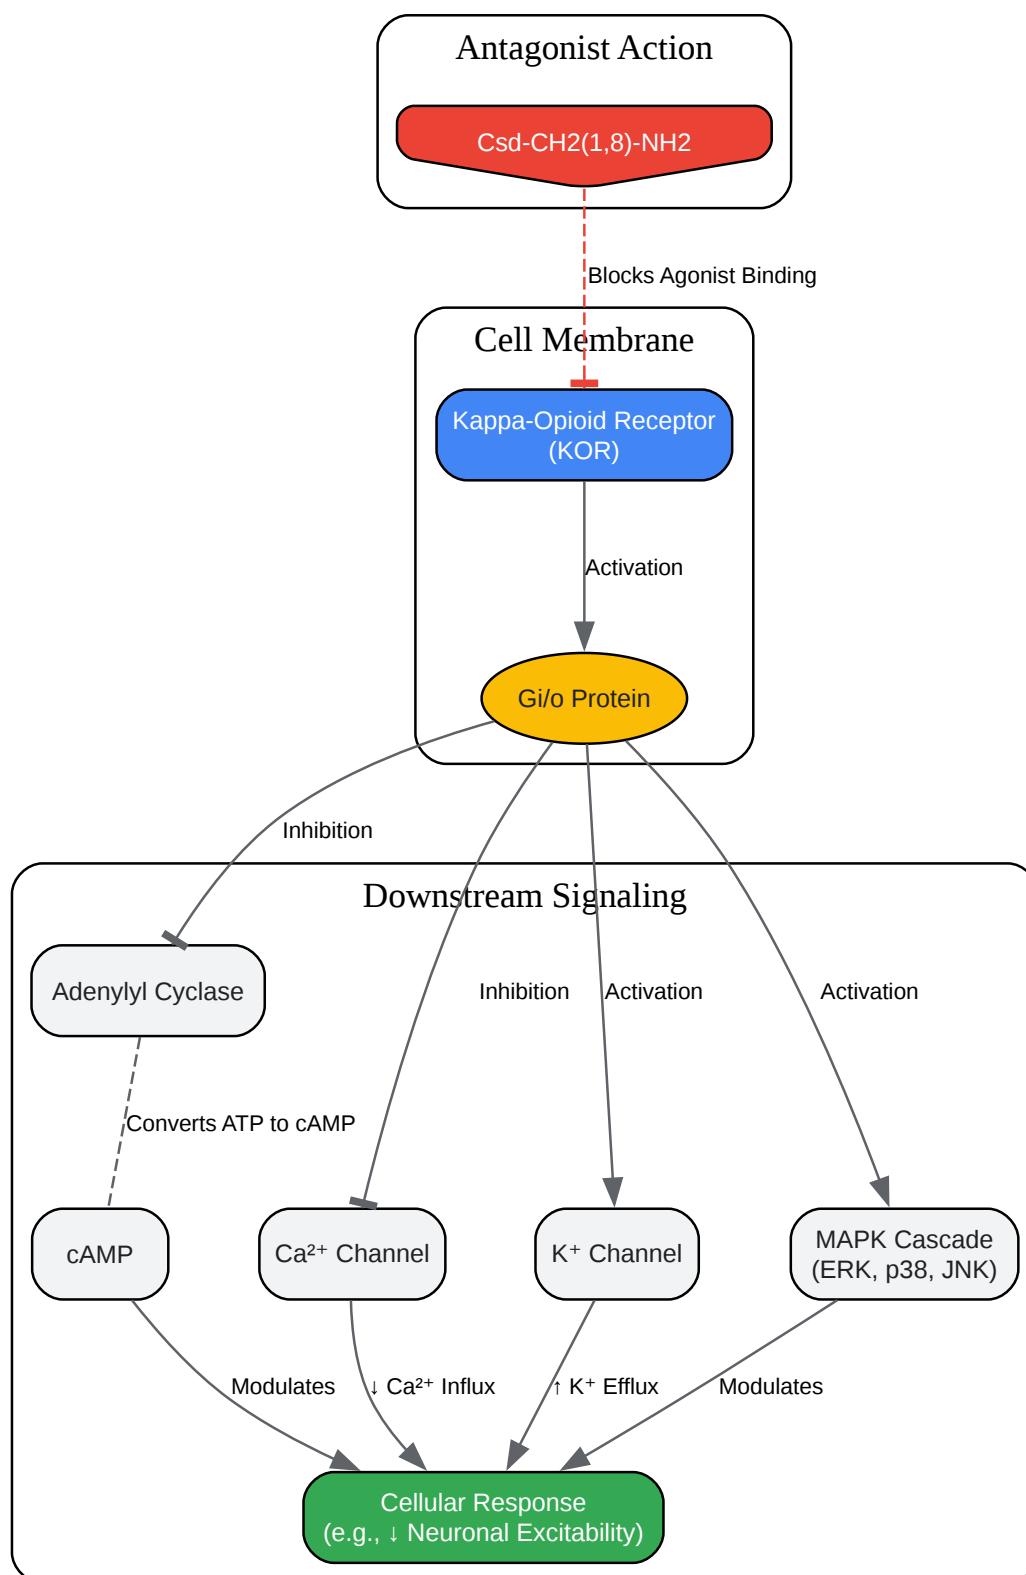 Antagonist Action
Csd-CH2(1,8)-NH2
Blocks Agonist Binding
Cell Membrane
Kappa-Opioid Receptor
(KOR)
Activation
Gi/o Protein
Inhibition
Downstream Signaling
Adenylyl Cyclase
Inhibition
Activation
Activation
Converts ATP to cAMP
cAMP
Ca²⁺ Channel
K⁺ Channel
MAPK Cascade
(ERK, p38, JNK)
Modulates
↓ Ca²⁺ Influx
↑ K⁺ Efflux
Modulates
Cellular Response
(e.g., ↓ Neuronal Excitability)